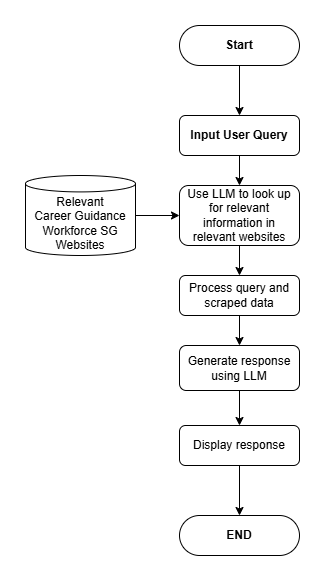 Start
Input User Query
Relevant
Career Guidance
Workforce SG
Websites
Use LLM to look up
for relevant
information in
relevant websites
Process query and
scraped data
Generate response
using LLM
Display response
END